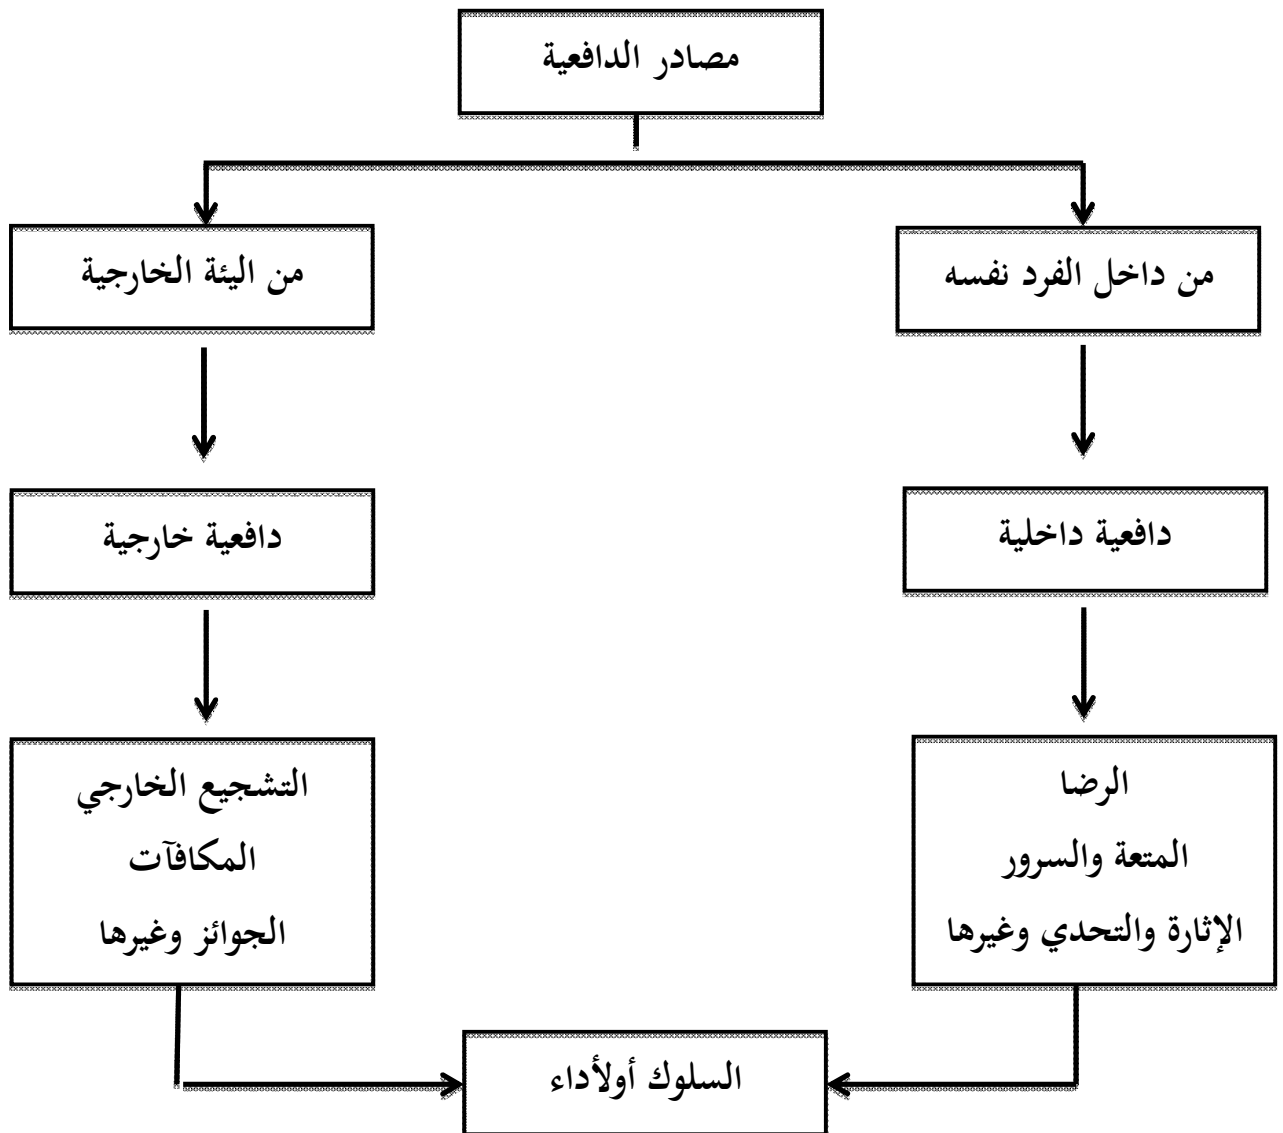 مصادر الدافعية
من داخل الفرد نفسه
من اليئة الخارجية
دافعية داخلية
دافعية خارجية
الرضا
المتعة والسرور
الإثارة والتحدي وغيرها
التشجيع الخارجي
المكافآت
الجوائز وغيرها
السلوك أولأداء